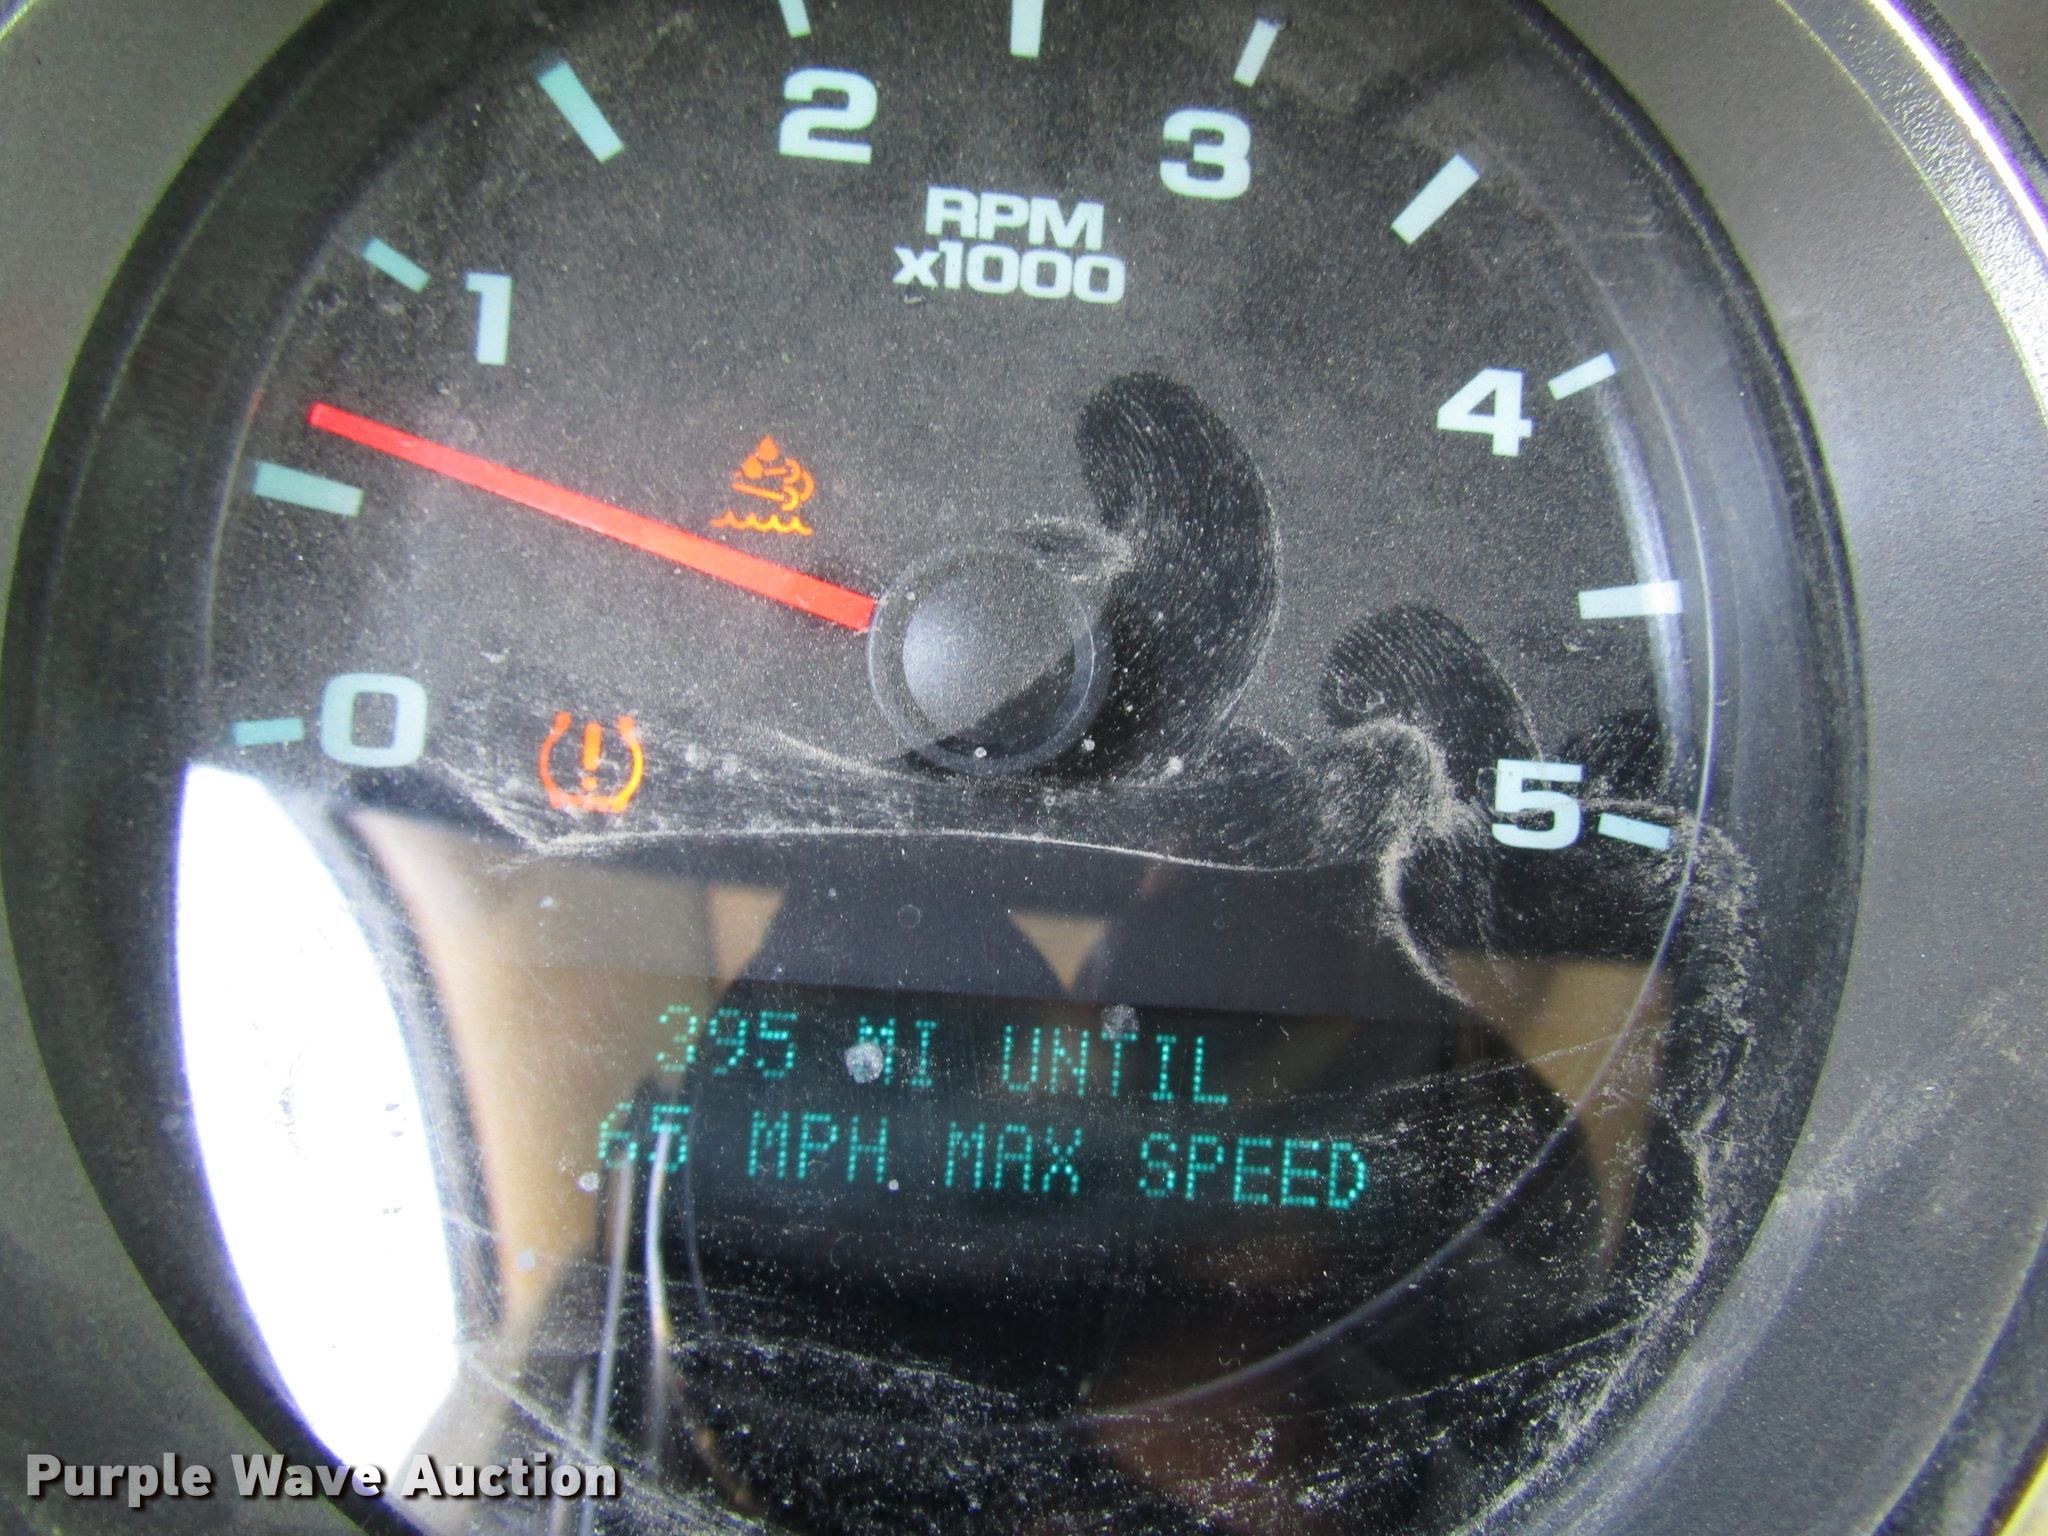 2
3
RPM
x1000
1
4
0
5
395 MI UNTIL
65 MPH MAX SPEED
Purple Wave Auction